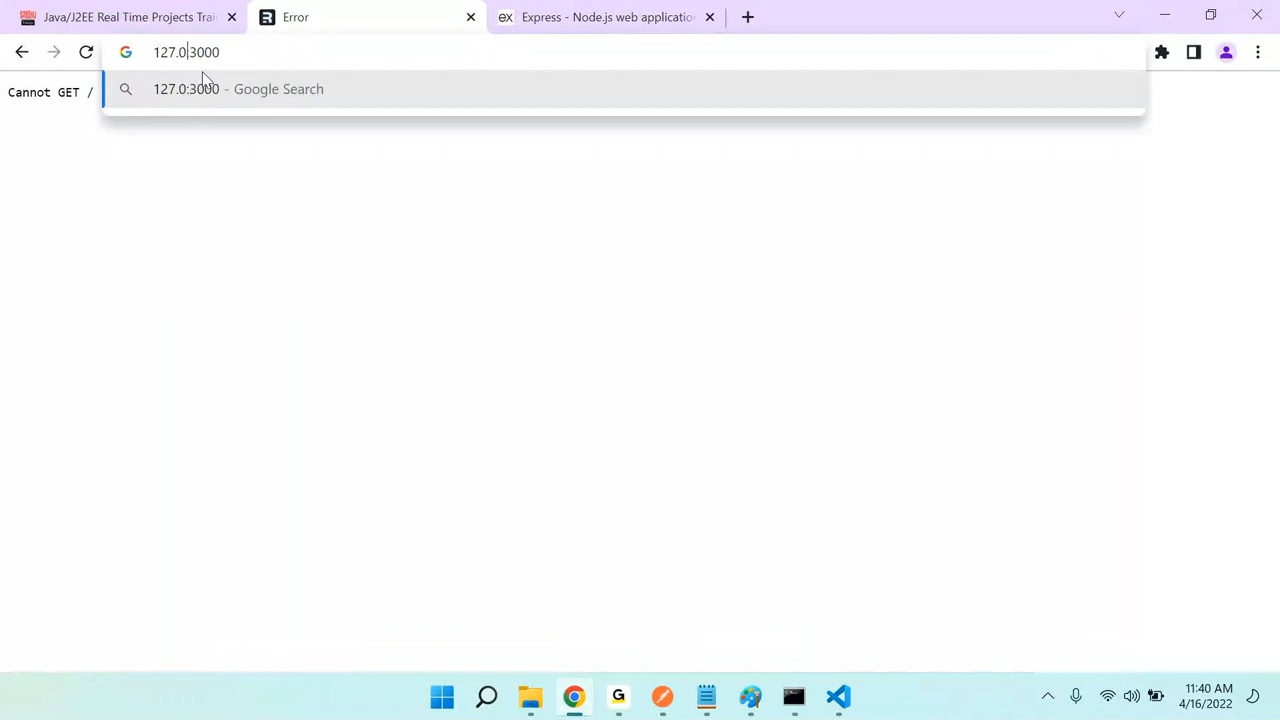 Java/J2EE Real Time Projects Trai
Error
Express - Node.js web applicatio
127.0:3000
127.0:3000 - Google Search
Cannot GET /
11:40 AM
4/16/2022